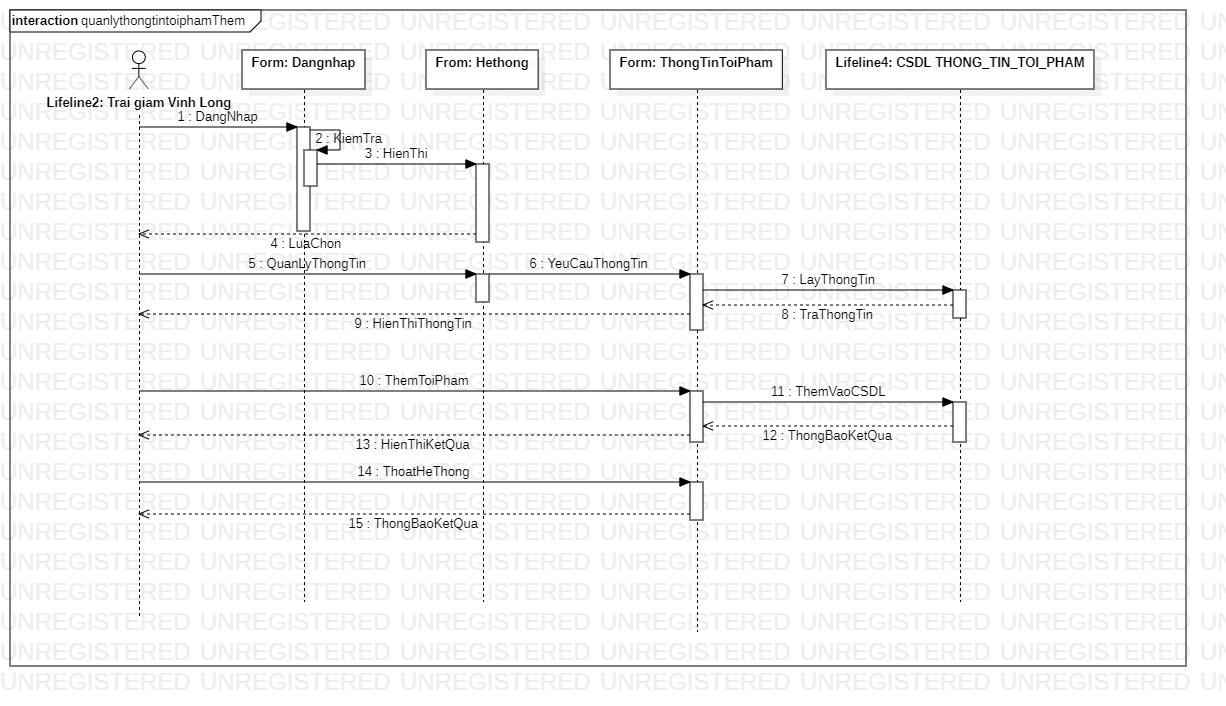 interaction quanlythongtintoiphamThem
Form: Dangnhap
From: Hethong
Form: ThongTinToiPham
Lifeline4: CSDL THONG_TIN_TOI_PHAM
Lifeline2: Trai giam Vinh Long
1 : DangNhap
2 : KiemTra
3 : HienThi
4 : LuaChon
5 : QuanLyThongTin
6 : YeuCauThongTin
7 : LayThongTin
8 : TraThongTin
9 : HienThiThongTin
10 : ThemToiPham
11 : ThemVaoCSDL
12 : ThongBaoKetQua
13 : HienThiKetQua
14 : ThoatHeThong
15 : ThongBaoKetQua
UNREGISTERED